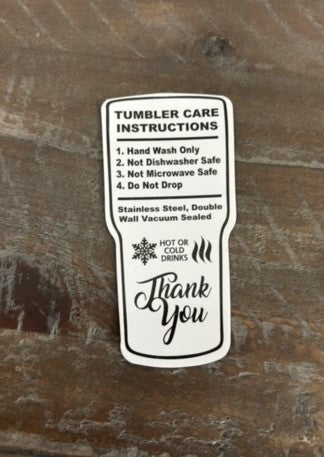 TUMBLER CARE
INSTRUCTIONS
1. Hand Wash Only
2. Not Dishwasher Safe
3. Not Microwave Safe
4. Do Not Drop
Stainless Steel, Double
Wall Vacuum Sealed
HOT OR
COLD
DRINKS
Thank
You